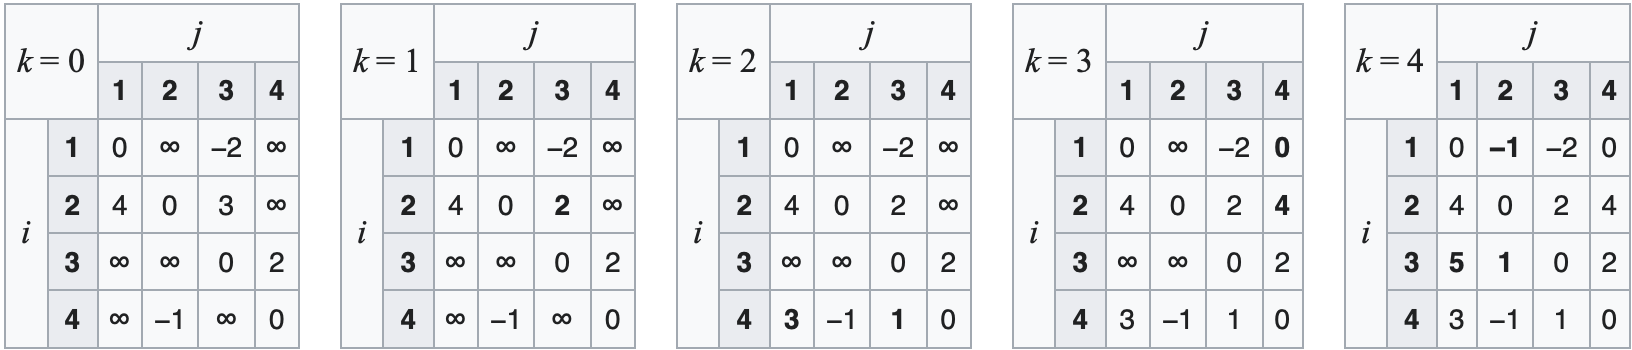 k = 0 j
1 2 3 4
i
1 0 ∞ −2 ∞
2 4 0 3 ∞
3 ∞ ∞ 0 2
4 ∞ −1 ∞ 0
k = 1 j
1 2 3 4
i
1 0 ∞ −2 ∞
2 4 0 2 ∞
3 ∞ ∞ 0 2
4 ∞ −1 ∞ 0
k = 2 j
1 2 3 4
i
1 0 ∞ −2 ∞
2 4 0 2 ∞
3 ∞ ∞ 0 2
4 3 −1 1 0
k = 3 j
1 2 3 4
i
1 0 ∞ −2 0
2 4 0 2 4
3 ∞ ∞ 0 2
4 3 −1 1 0
k = 4 j
1 2 3 4
i
1 0 −1 −2 0
2 4 0 2 4
3 5 1 0 2
4 3 −1 1 0